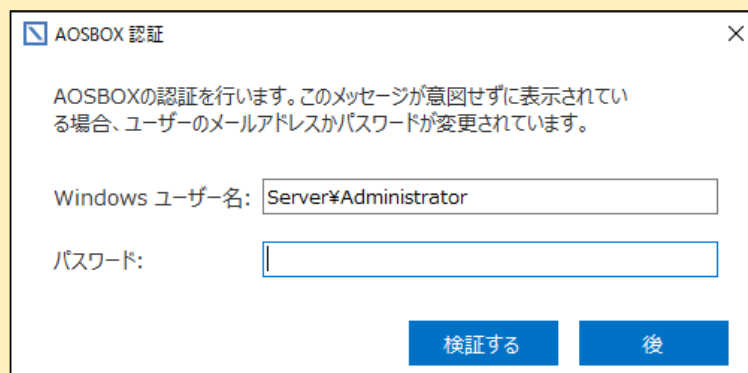 AOSBOX 認証
AOSBOXの認証を行います。このメッセージが意図せずに表示されてい
る場合、ユーザーのメールアドレスかパスワードが変更されています。
Windows ユーザー名: Server¥Administrator
パスワード:
検証する 後